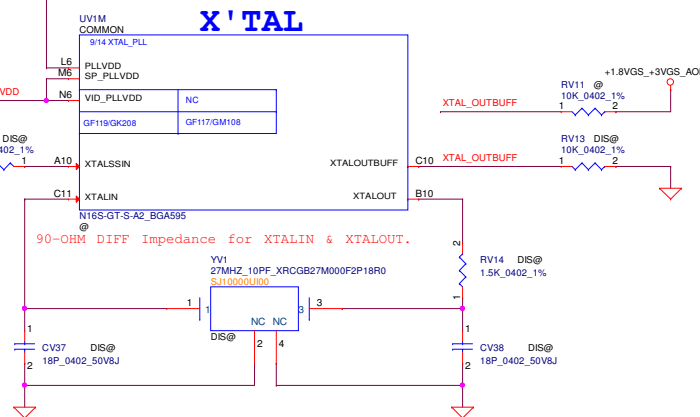 X'TAL
UV1M
COMMON
9/14 XTAL_PLL
L6 PLLVDD
M6 SP_PLLVDD
VDD N6 VID_PLLVDD NC
GF119/GK208 GF117/GM108
+1.8VGS_+3VGS_AO
RV11 @
10K_0402_1%
XTAL_OUTBUFF 1 2
DIS@
402_1%
1 A10 XTALSSIN XTALOUTBUFF C10 XTAL_OUTBUFF
RV13 DIS@
10K_0402_1%
1 2
C11 XTALIN XTALOUT B10
N16S-GT-S-A2_BGA595
@
90-OHM DIFF Impedance for XTALIN & XTALOUT.
YV1
27MHZ_10PF_XRCGB27M000F2P18R0
SJ10000UI00
2
RV14 DIS@
1.5K_0402_1%
1
1 1 3 3
NC NC
DIS@ 2 4
1
CV37 DIS@
2 18P_0402_50V8J
1
CV38 DIS@
2 18P_0402_50V8J